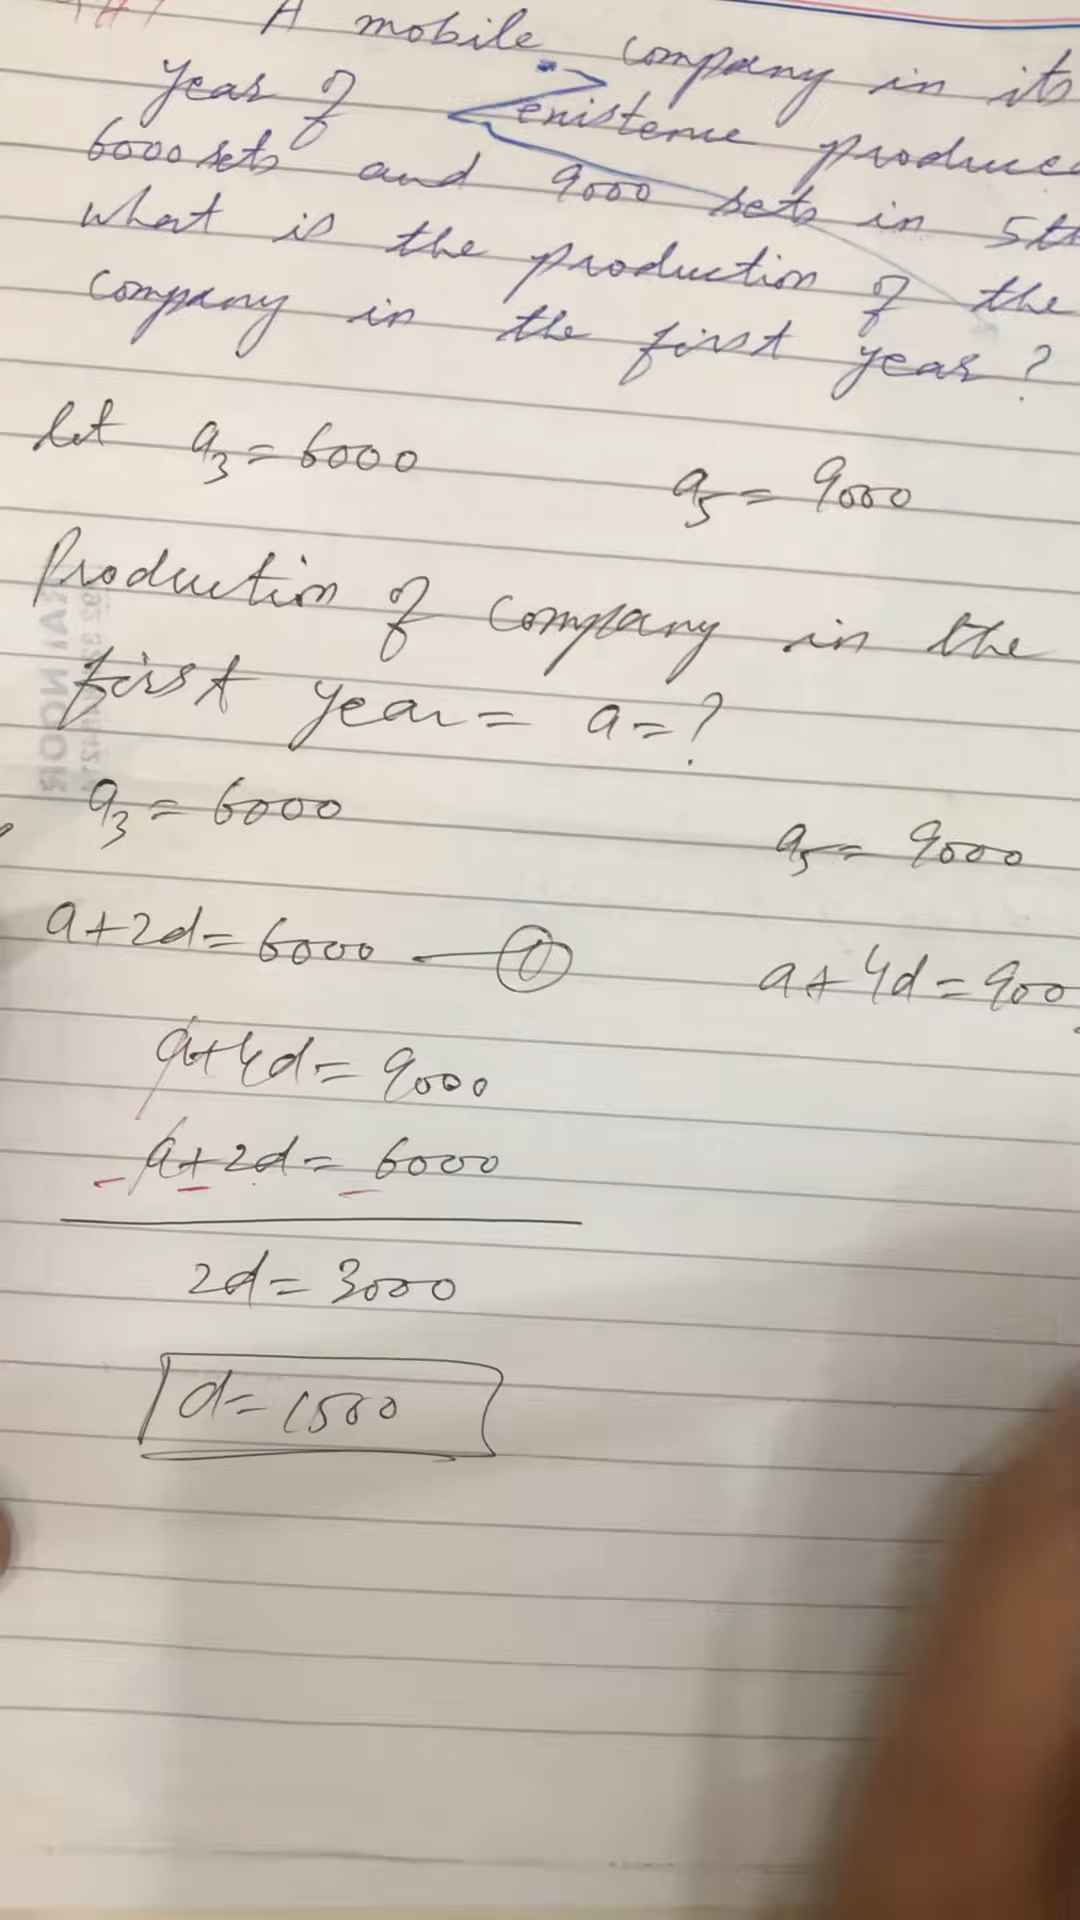 A mobile company in its
year of existence produce
6000 sets and 9000 sets in 5th
what is the production of the
company in the first year?
let a3 = 6000 a5 = 9000
Production of company in the
first year = a = ?
a3 = 6000 a5 = 9000
a+2d = 6000 — ① a+4d = 900
a+4d = 9000
a+2d = 6000
- - -
2d = 3000
d = 1500